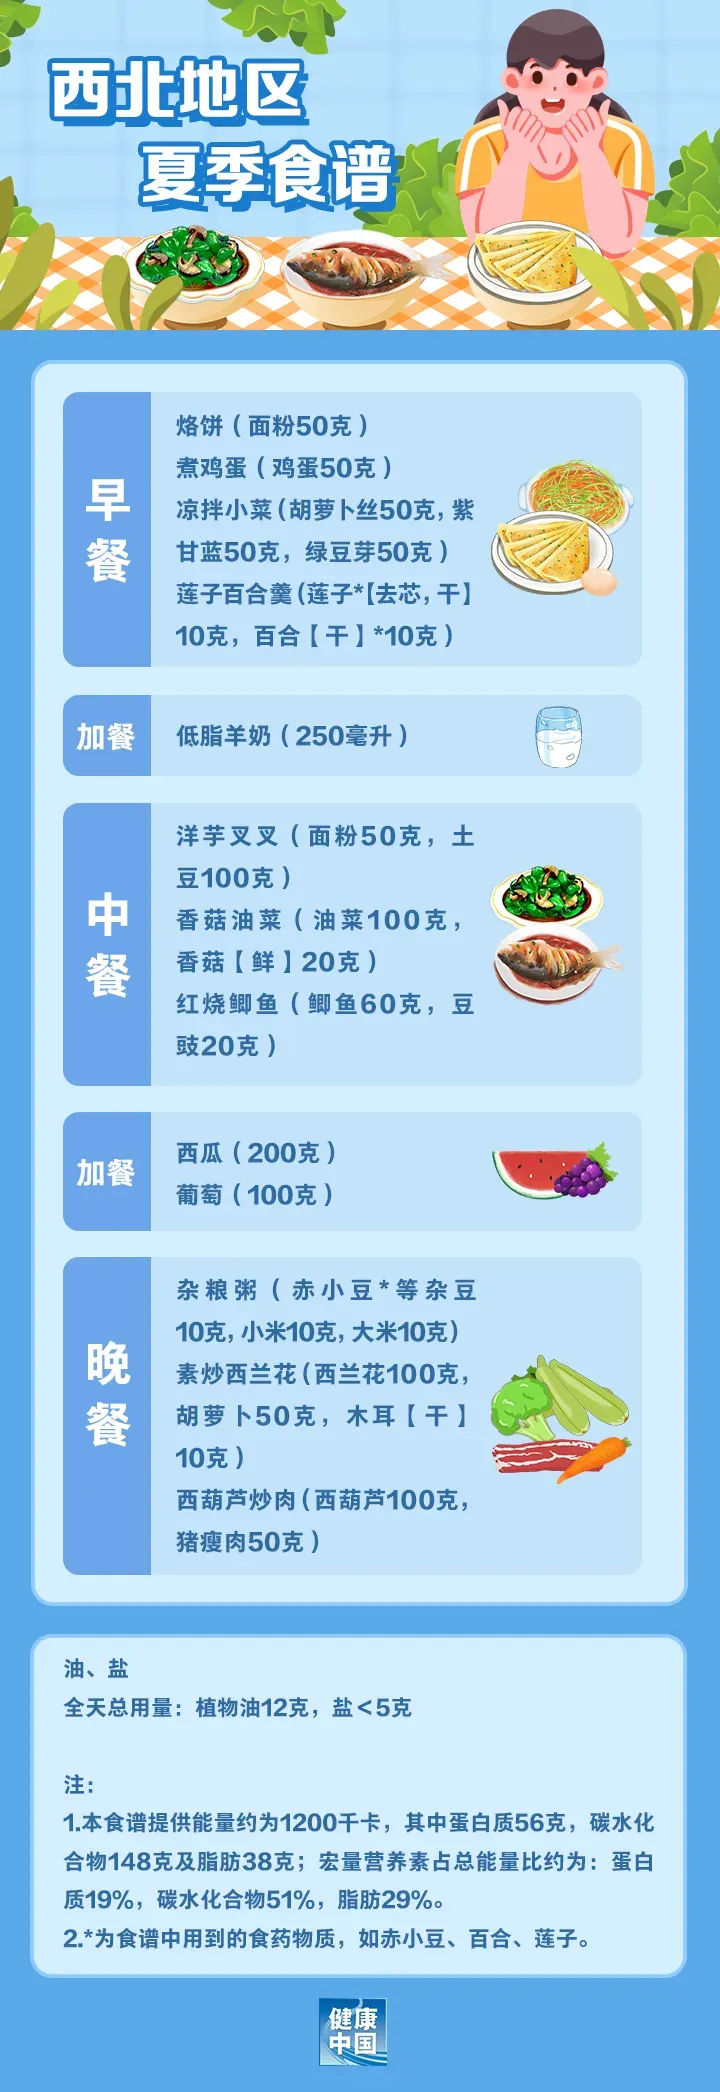 西北地区
夏季食谱
早餐
烙饼（面粉50克）
煮鸡蛋（鸡蛋50克）
凉拌小菜（胡萝卜丝50克，紫
甘蓝50克，绿豆芽50克）
莲子百合羹（莲子*【去芯，干】
10克，百合【干】*10克）
加餐
低脂羊奶（250毫升）
中餐
洋芋叉叉（面粉50克，土
豆100克）
香菇油菜（油菜100克，
香菇【鲜】20克）
红烧鲫鱼（鲫鱼60克，豆
豉20克）
加餐
西瓜（200克）
葡萄（100克）
晚餐
杂粮粥（赤小豆*等杂豆
10克，小米10克，大米10克）
素炒西兰花（西兰花100克，
胡萝卜50克，木耳【干】
10克）
西葫芦炒肉（西葫芦100克，
猪瘦肉50克）
油、盐
全天总用量：植物油12克，盐＜5克
注：
1.本食谱提供能量约为1200千卡，其中蛋白质56克，碳水化
合物148克及脂肪38克；宏量营养素占总能量比约为：蛋白
质19%，碳水化合物51%，脂肪29%。
2.*为食谱中用到的食药物质，如赤小豆、百合、莲子。
健康
中国